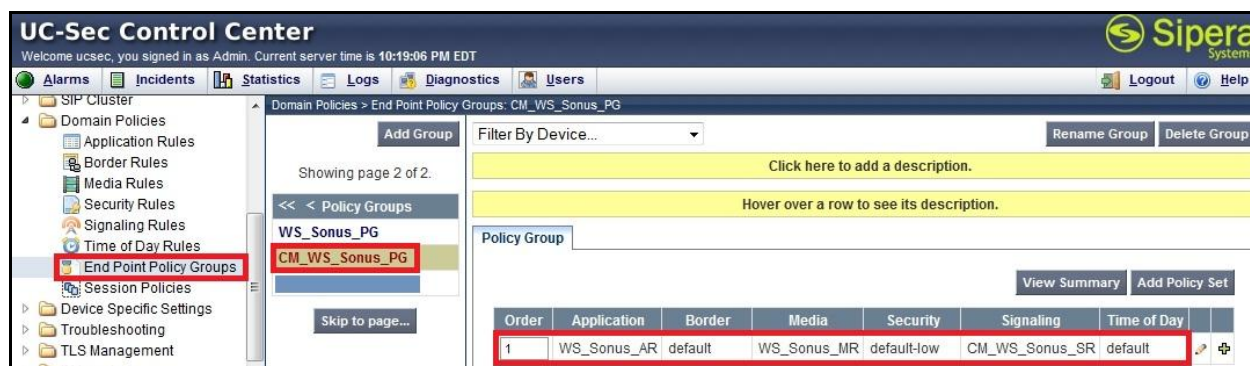 UC-Sec Control Center
Sipera
Systems
Welcome ucsec, you signed in as Admin. Current server time is 10:19:06 PM EDT
Alarms Incidents Statistics Logs Diagnostics Users Logout Help
SIP Cluster
Domain Policies
Application Rules
Border Rules
Media Rules
Security Rules
Signaling Rules
Time of Day Rules
End Point Policy Groups
Session Policies
Device Specific Settings
Troubleshooting
TLS Management
Domain Policies > End Point Policy Groups: CM_WS_Sonus_PG
Add Group
Showing page 2 of 2.
<< < Policy Groups
WS_Sonus_PG
CM_WS_Sonus_PG
Skip to page...
Filter By Device...
Rename Group Delete Group
Click here to add a description.
Hover over a row to see its description.
Policy Group
View Summary Add Policy Set
Order Application Border Media Security Signaling Time of Day
1 WS_Sonus_AR default WS_Sonus_MR default-low CM_WS_Sonus_SR default